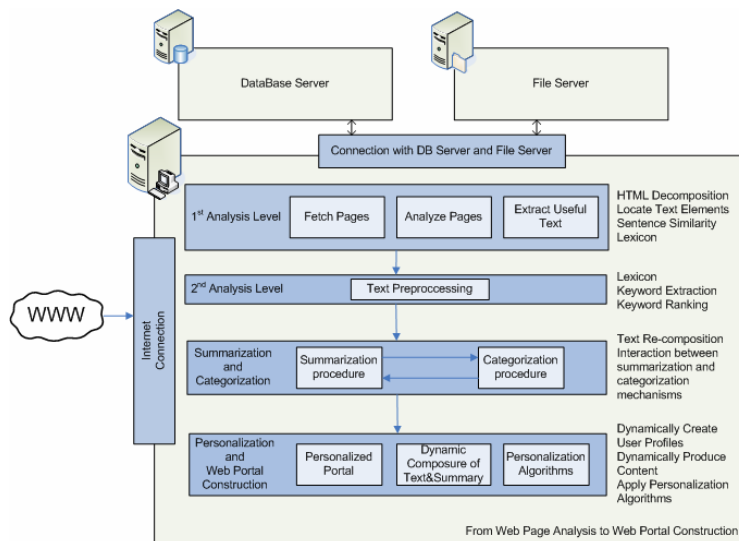 DataBase Server
File Server
Connection with DB Server and File Server
1st Analysis Level
Fetch Pages
Analyze Pages
Extract Useful
Text
HTML Decomposition
Locate Text Elements
Sentence Similarity
Lexicon
2nd Analysis Level
Text Preproccessing
Lexicon
Keyword Extraction
Keyword Ranking
WWW
Internet
Connection
Summarization
and
Categorization
Summarization
procedure
Categorization
procedure
Text Re-composition
Interaction between
summarization and
categorization
mechanisms
Personalization
and
Web Portal
Construction
Personalized
Portal
Dynamic
Composure of
Text&Summary
Personalization
Algorithms
Dynamically Create
User Profiles
Dynamically Produce
Content
Apply Personalization
Algorithms
From Web Page Analysis to Web Portal Construction